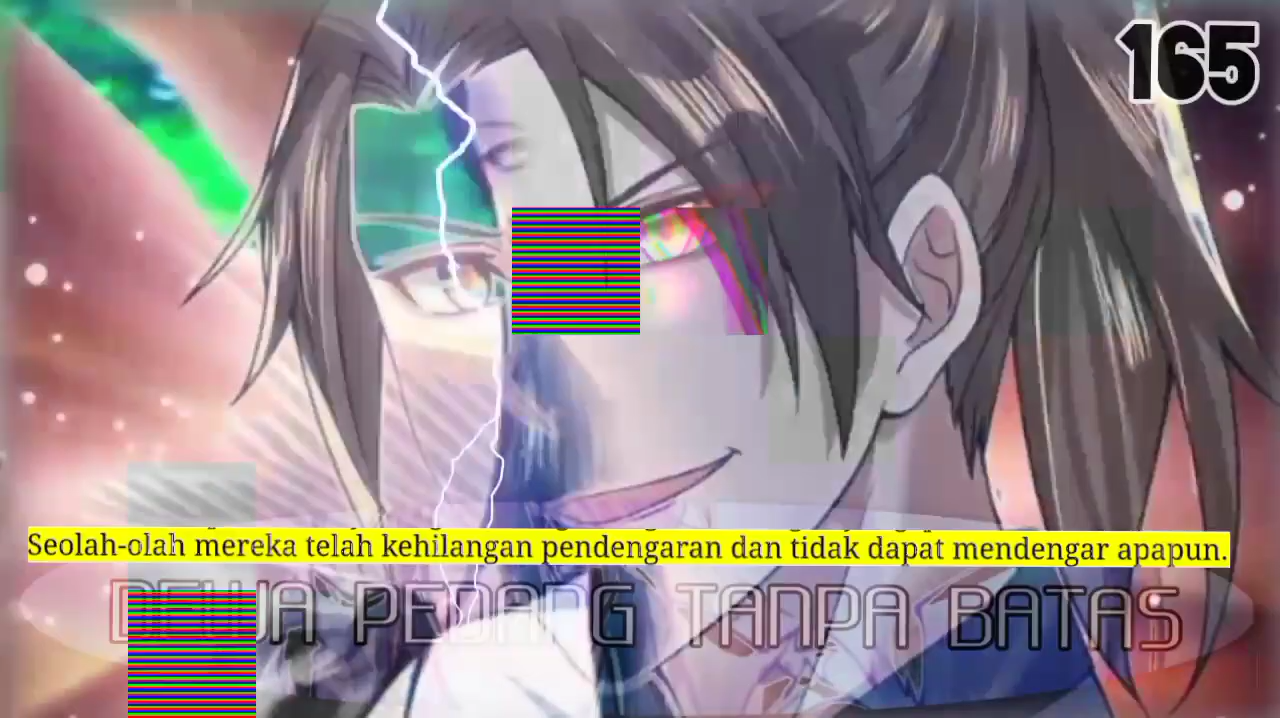 165
Seolah-olah mereka telah kehilangan pendengaran dan tidak dapat mendengar apapun.
DEWA PEDANG TANPA BATAS